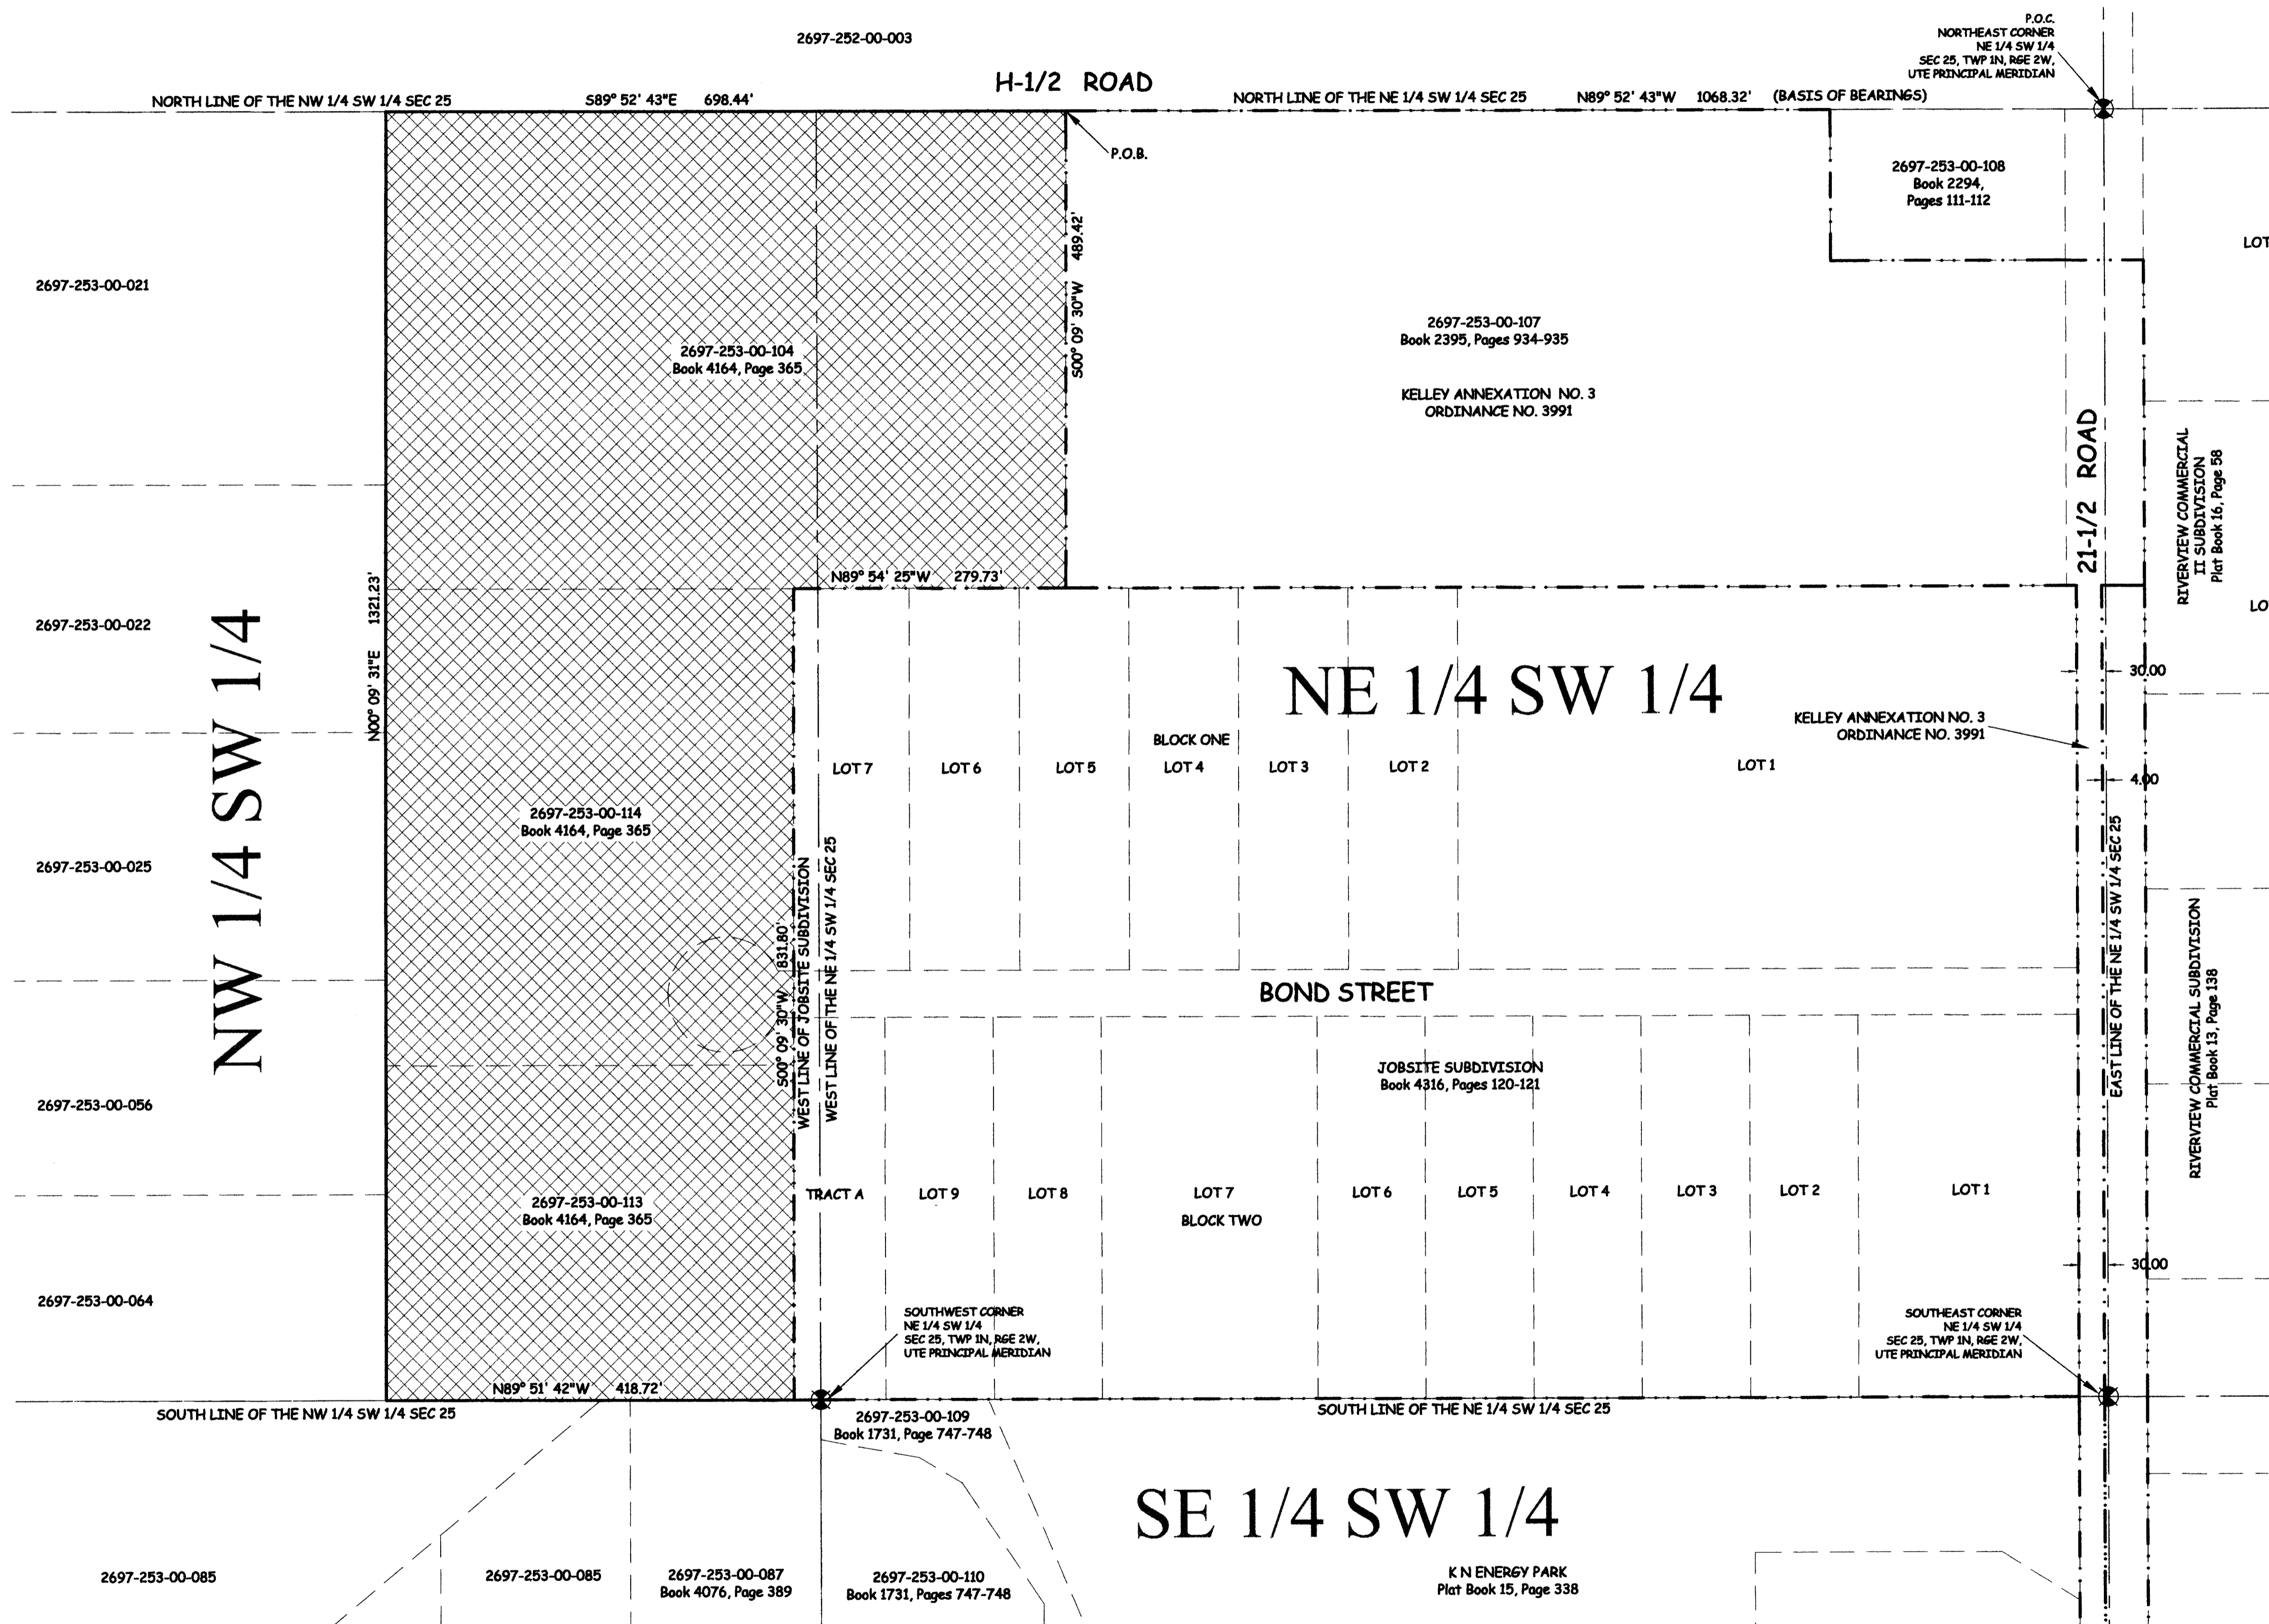 2697-252-00-003
P.O.C.
NORTHEAST CORNER
NE 1/4 SW 1/4
SEC 25, TWP 1N, RGE 2W,
UTE PRINCIPAL MERIDIAN
H-1/2 ROAD
NORTH LINE OF THE NW 1/4 SW 1/4 SEC 25
S89° 52' 43"E 698.44'
NORTH LINE OF THE NE 1/4 SW 1/4 SEC 25
N89° 52' 43"W 1068.32' (BASIS OF BEARINGS)
P.O.B.
2697-253-00-108
Book 2294,
Pages 111-112
LOT
2697-253-00-021
S00° 09' 30"W 489.42'
2697-253-00-104
Book 4164, Page 365
2697-253-00-107
Book 2395, Pages 934-935
KELLEY ANNEXATION NO. 3
ORDINANCE NO. 3991
21-1/2 ROAD
RIVERVIEW COMMERCIAL
II SUBDIVISION
Plat Book 16, Page 58
N89° 54' 25"W 279.73'
N00° 09' 31"E 1321.23'
2697-253-00-022
LO
NW 1/4 SW 1/4
NE 1/4 SW 1/4
30.00
KELLEY ANNEXATION NO. 3
ORDINANCE NO. 3991
4.00
BLOCK ONE
LOT 7
LOT 6
LOT 5
LOT 4
LOT 3
LOT 2
LOT 1
2697-253-00-114
Book 4164, Page 365
2697-253-00-025
S00° 09' 30"W 831.80'
WEST LINE OF JOBSITE SUBDIVISION
WEST LINE OF THE NE 1/4 SW 1/4 SEC 25
EAST LINE OF THE NE 1/4 SW 1/4 SEC 25
RIVERVIEW COMMERCIAL SUBDIVISION
Plat Book 13, Page 138
BOND STREET
JOBSITE SUBDIVISION
Book 4316, Pages 120-121
2697-253-00-056
2697-253-00-113
Book 4164, Page 365
TRACT A
LOT 9
LOT 8
LOT 7
LOT 6
LOT 5
LOT 4
LOT 3
LOT 2
LOT 1
BLOCK TWO
30.00
2697-253-00-064
SOUTHWEST CORNER
NE 1/4 SW 1/4
SEC 25, TWP 1N, RGE 2W,
UTE PRINCIPAL MERIDIAN
SOUTHEAST CORNER
NE 1/4 SW 1/4
SEC 25, TWP 1N, RGE 2W,
UTE PRINCIPAL MERIDIAN
N89° 51' 42"W 418.72'
SOUTH LINE OF THE NW 1/4 SW 1/4 SEC 25
2697-253-00-109
Book 1731, Page 747-748
SOUTH LINE OF THE NE 1/4 SW 1/4 SEC 25
SE 1/4 SW 1/4
2697-253-00-085
2697-253-00-085
2697-253-00-087
Book 4076, Page 389
2697-253-00-110
Book 1731, Pages 747-748
K N ENERGY PARK
Plat Book 15, Page 338